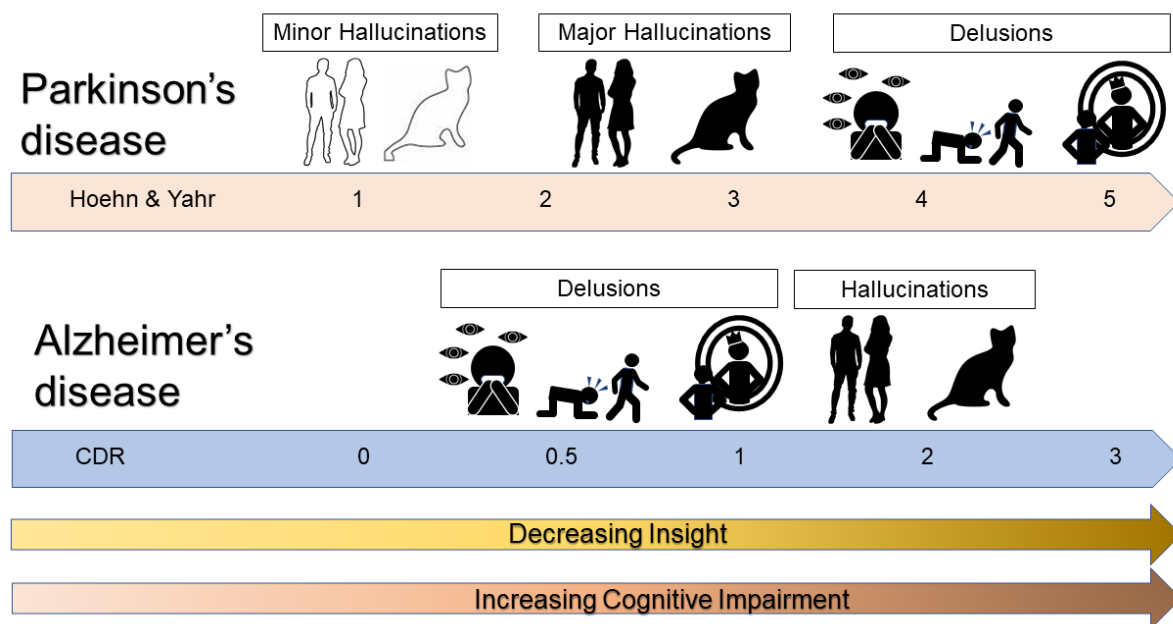 Minor Hallucinations
Major Hallucinations
Delusions
Parkinson's
disease
Hoehn & Yahr 1 2 3 4 5
Delusions
Hallucinations
Alzheimer's
disease
CDR 0 0.5 1 2 3
Decreasing Insight
Increasing Cognitive Impairment